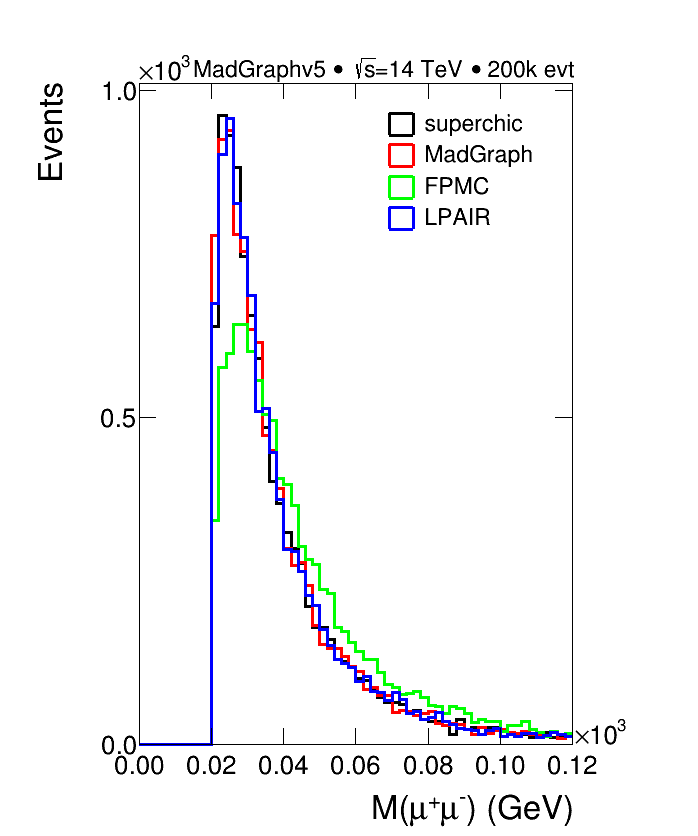 ×10³ MadGraphv5 • √s=14 TeV • 200k evt
Events
1.0
0.5
0.0
superchic
MadGraph
FPMC
LPAIR
0.00 0.02 0.04 0.06 0.08 0.10 0.12
×10³
M(μ⁺μ⁻) (GeV)